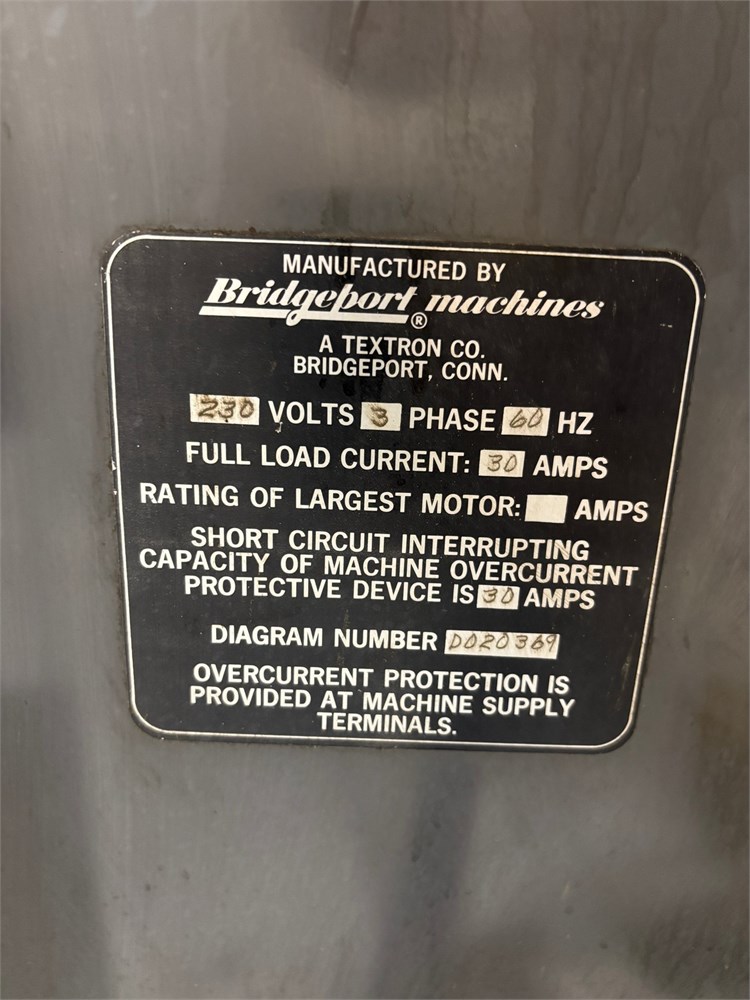 MANUFACTURED BY
Bridgeport machines
®
A TEXTRON CO.
BRIDGEPORT, CONN.
230 VOLTS 3 PHASE 60 HZ
FULL LOAD CURRENT: 30 AMPS
RATING OF LARGEST MOTOR: AMPS
SHORT CIRCUIT INTERRUPTING
CAPACITY OF MACHINE OVERCURRENT
PROTECTIVE DEVICE IS 30 AMPS
DIAGRAM NUMBER D020369
OVERCURRENT PROTECTION IS
PROVIDED AT MACHINE SUPPLY
TERMINALS.